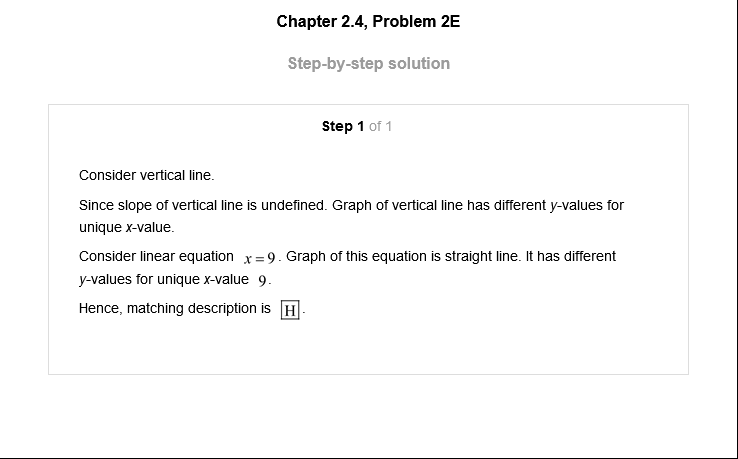 Chapter 2.4, Problem 2E
Step-by-step solution
Step 1 of 1
Consider vertical line.
Since slope of vertical line is undefined. Graph of vertical line has different y-values for
unique x-value.
Consider linear equation x = 9. Graph of this equation is straight line. It has different
y-values for unique x-value 9.
Hence, matching description is H.